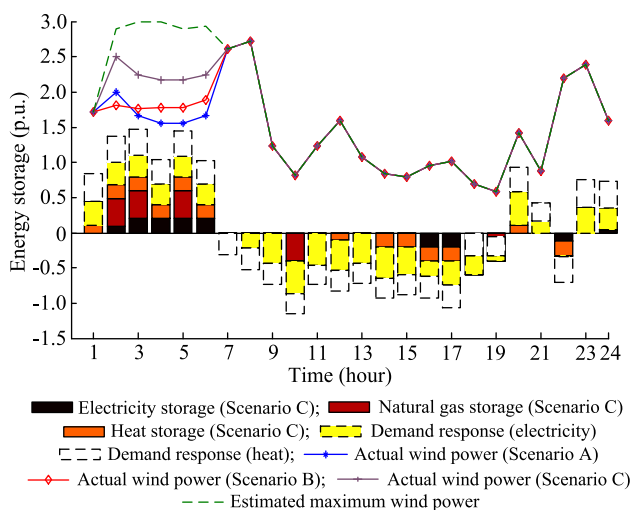 3.0
2.5
2.0
1.5
1.0
0.5
0
-0.5
-1.0
-1.5
Energy storage (p.u.)
1 3 5 7 9 11 13 15 17 19 21 23 24
Time (hour)
Electricity storage (Scenario C); Natural gas storage (Scenario C)
Heat storage (Scenario C); Demand response (electricity)
Demand response (heat); Actual wind power (Scenario A)
Actual wind power (Scenario B); Actual wind power (Scenario C)
Estimated maximum wind power